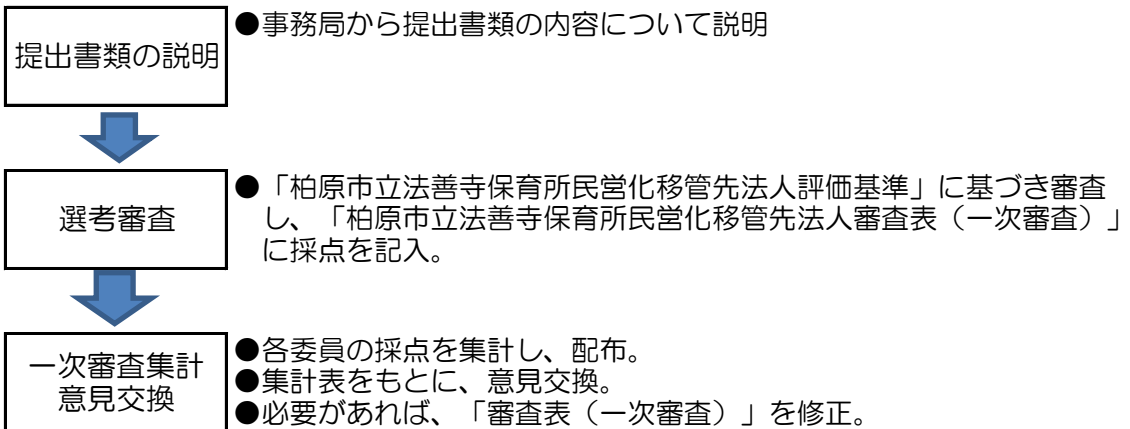 提出書類の説明
●事務局から提出書類の内容について説明
選考審査
●「柏原市立法善寺保育所民営化移管先法人評価基準」に基づき審査
し、「柏原市立法善寺保育所民営化移管先法人審査表（一次審査）」
に採点を記入。
一次審査集計
意見交換
●各委員の採点を集計し、配布。
●集計表をもとに、意見交換。
●必要があれば、「審査表（一次審査）」を修正。